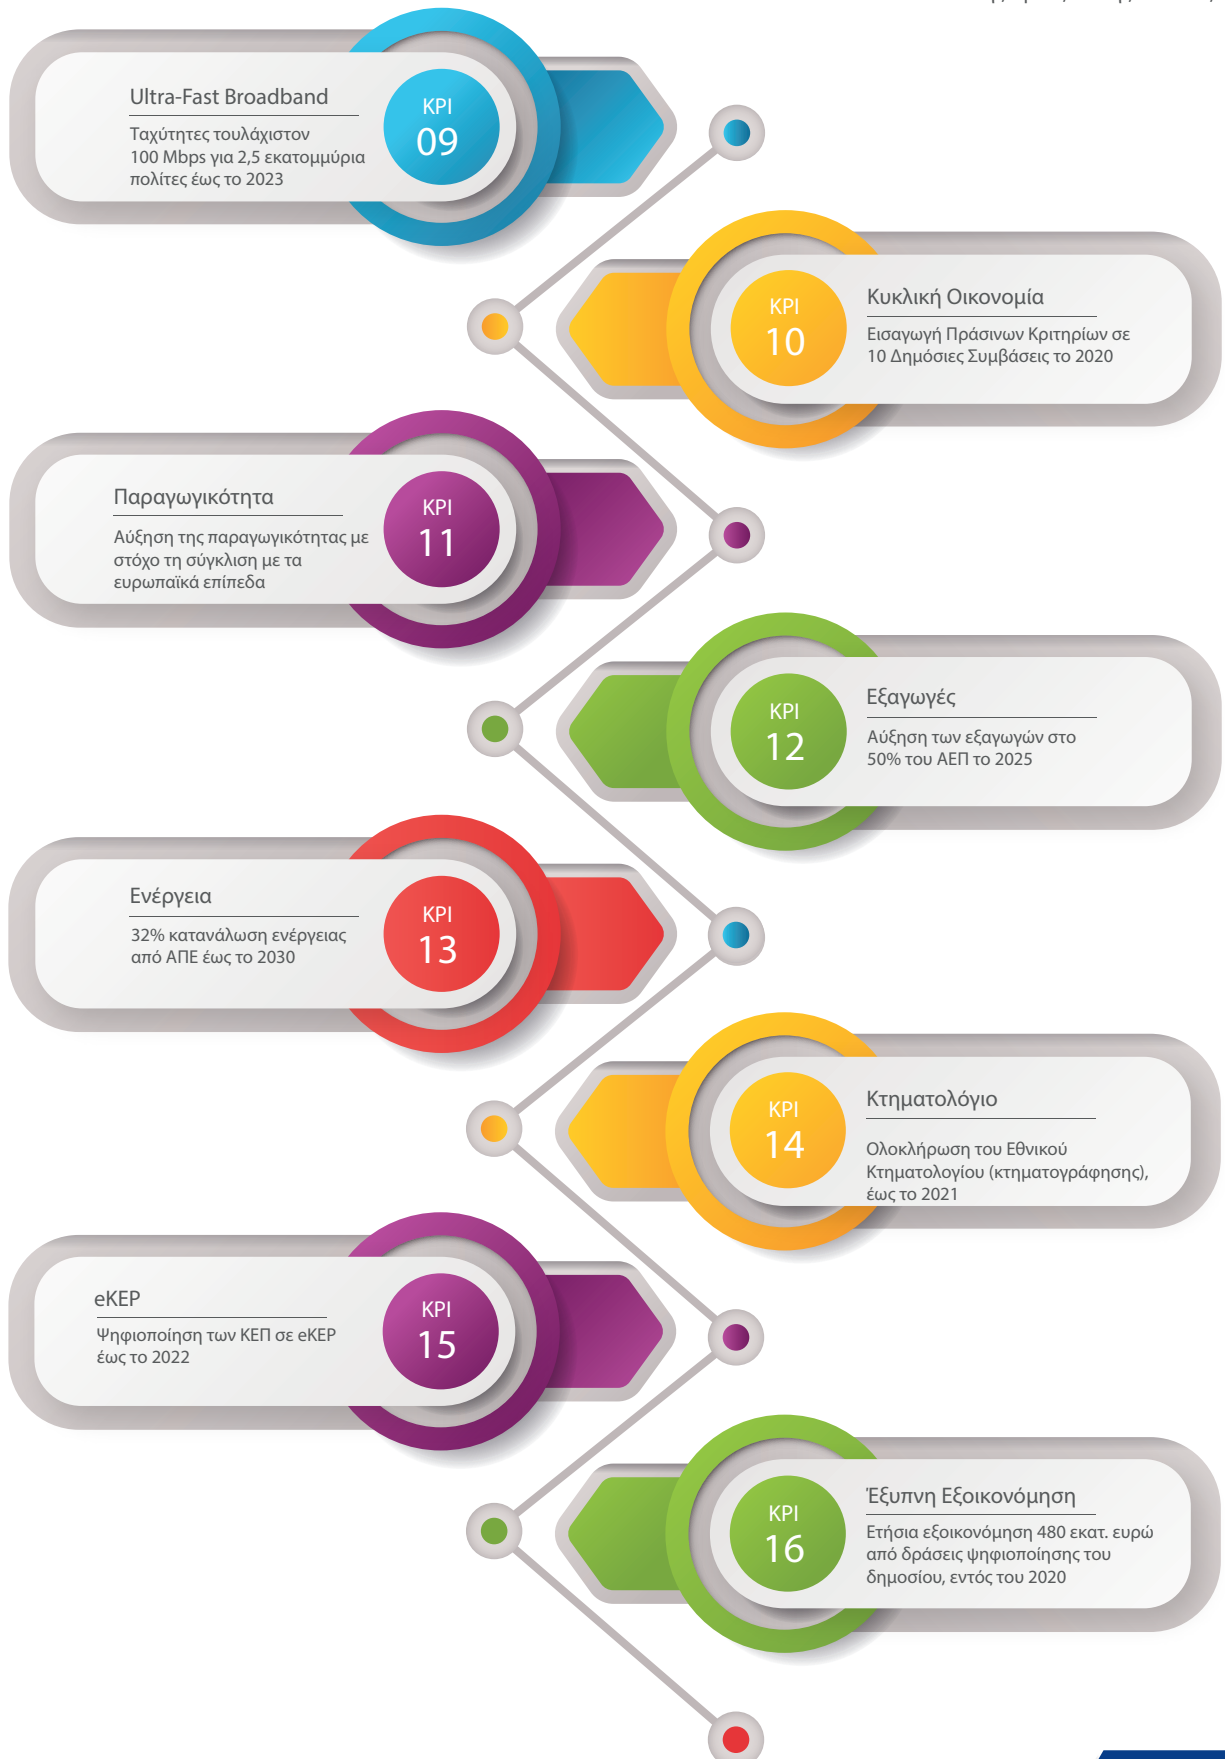 Ultra-Fast Broadband
Ταχύτητες τουλάχιστον
100 Mbps για 2,5 εκατομμύρια
πολίτες έως το 2023
KPI
09
KPI
10
Κυκλική Οικονομία
Εισαγωγή Πράσινων Κριτηρίων σε
10 Δημόσιες Συμβάσεις το 2020
Παραγωγικότητα
Αύξηση της παραγωγικότητας με
στόχο τη σύγκλιση με τα
ευρωπαϊκά επίπεδα
KPI
11
KPI
12
Εξαγωγές
Αύξηση των εξαγωγών στο
50% του ΑΕΠ το 2025
Ενέργεια
32% κατανάλωση ενέργειας
από ΑΠΕ έως το 2030
KPI
13
KPI
14
Κτηματολόγιο
Ολοκλήρωση του Εθνικού
Κτηματολογίου (κτηματογράφησης),
έως το 2021
eKEP
Ψηφιοποίηση των ΚΕΠ σε eKEP
έως το 2022
KPI
15
KPI
16
Έξυπνη Εξοικονόμηση
Ετήσια εξοικονόμηση 480 εκατ. ευρώ
από δράσεις ψηφιοποίησης του
δημοσίου, εντός του 2020